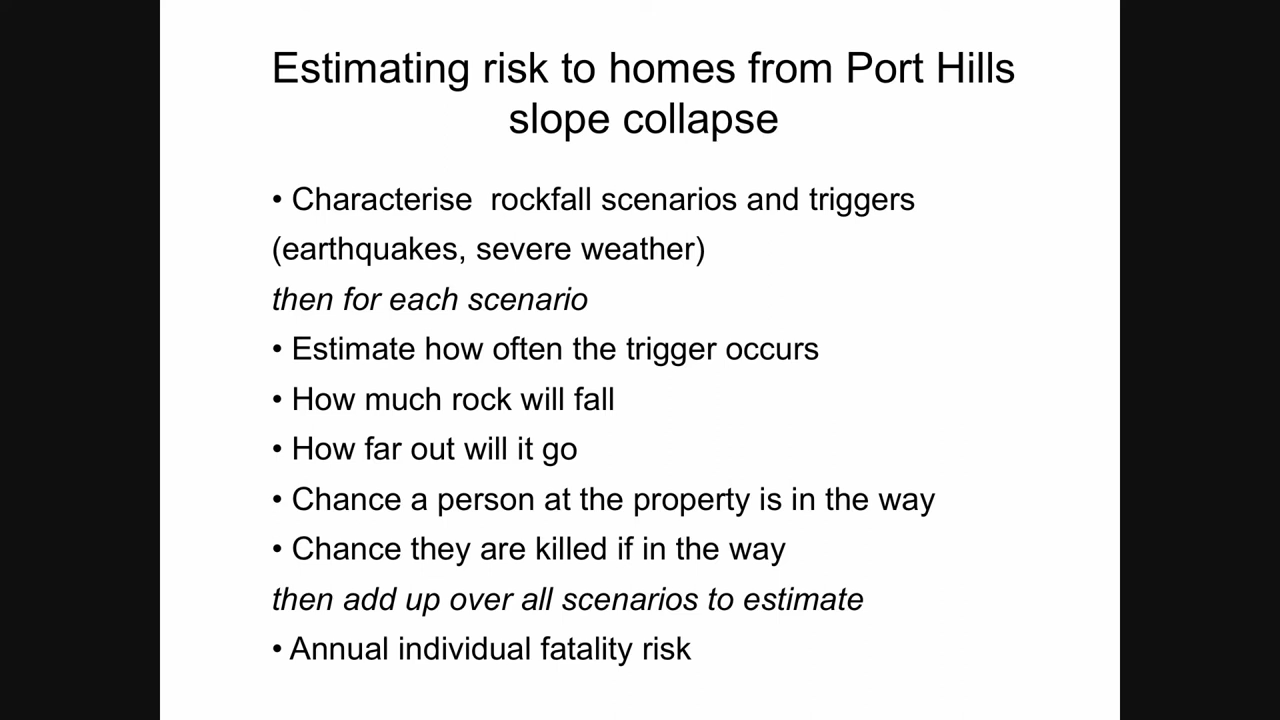 Estimating risk to homes from Port Hills
slope collapse
• Characterise  rockfall scenarios and triggers
(earthquakes, severe weather)
then for each scenario
• Estimate how often the trigger occurs
• How much rock will fall
• How far out will it go
• Chance a person at the property is in the way
• Chance they are killed if in the way
then add up over all scenarios to estimate
• Annual individual fatality risk